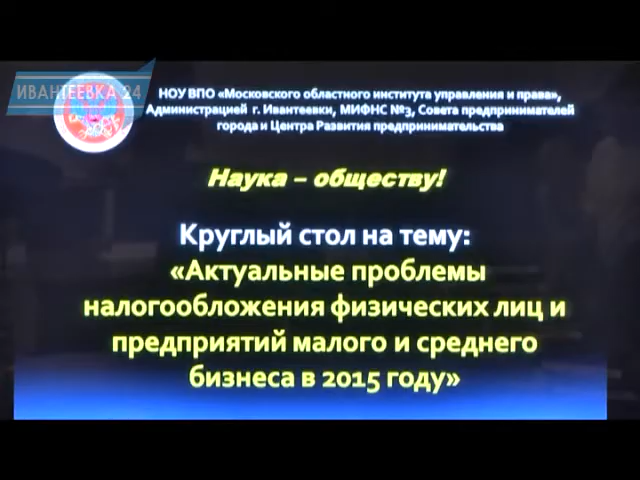 ИВАНТЕЕВКА 24
НОУ ВПО «Московского областного института управления и права»,
Администрацией г. Ивантеевки, МИФНС №3, Совета предпринимателей
города и Центра Развития предпринимательства
Наука – обществу!
Круглый стол на тему:
«Актуальные проблемы
налогообложения физических лиц и
предприятий малого и среднего
бизнеса в 2015 году»